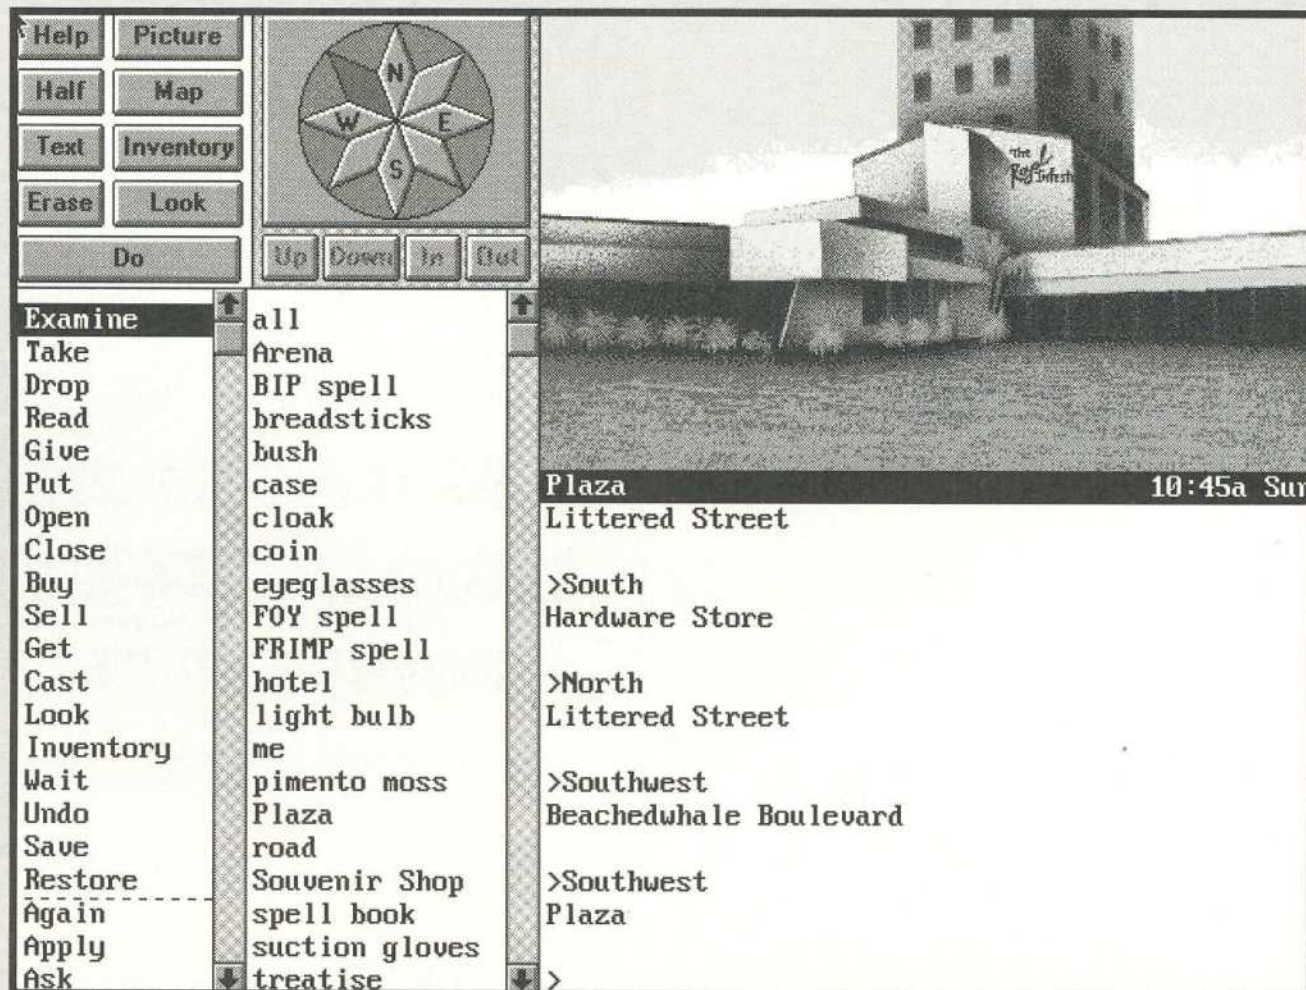 Help
Picture
Half
Map
Text
Inventory
Erase
Look
Do
N
W
E
S
Up
Down
In
Out
Examine
Take
Drop
Read
Give
Put
Open
Close
Buy
Sell
Get
Cast
Look
Inventory
Wait
Undo
Save
Restore
Again
Apply
Ask
all
Arena
BIP spell
breadsticks
bush
case
cloak
coin
eyeglasses
FOY spell
FRIMP spell
hotel
light bulb
me
pimento moss
Plaza
road
Souvenir Shop
spell book
suction gloves
treatise
The
Plaza 10:45a Sun
Littered Street
>South
Hardware Store
>North
Littered Street
>Southwest
Beachedwhale Boulevard
>Southwest
Plaza
>